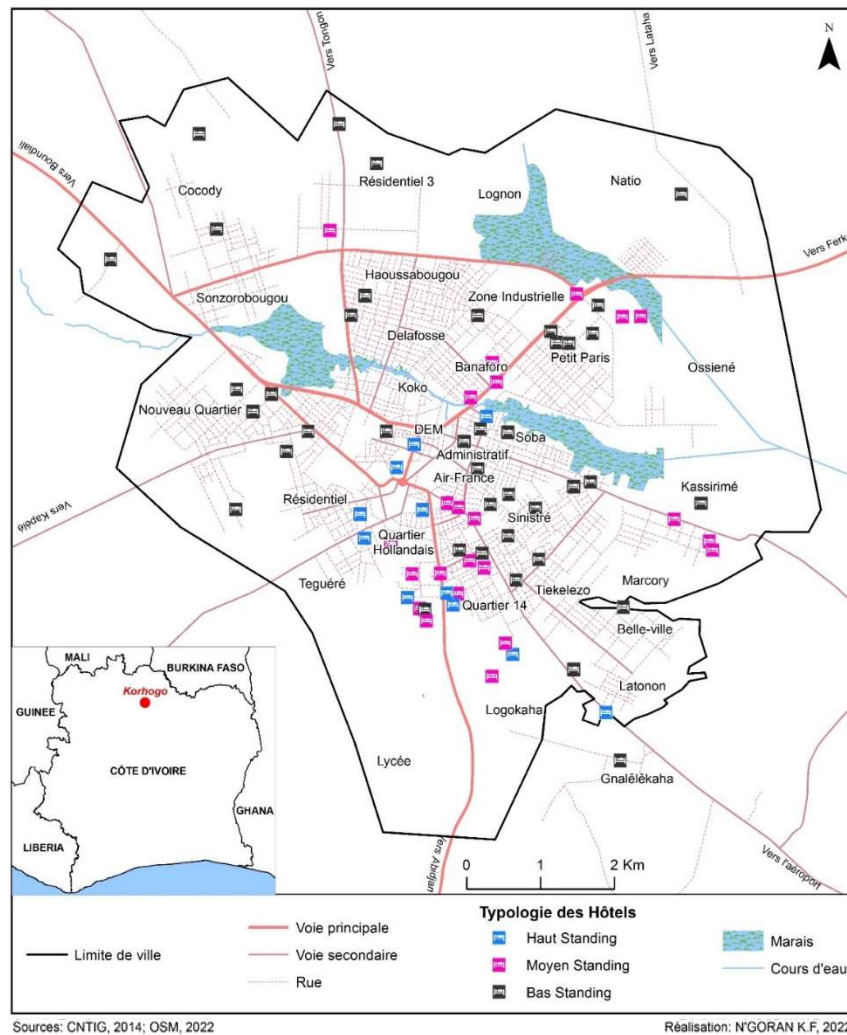 N
Vers Tongon
Vers Lataha
Vers Boundiali
Cocody
Résidentiel 3
Lognon
Natio
Vers Ferké
Haoussabougou
Sonzorobougou
Zone Industrielle
Delafosse
Petit Paris
Banaforo
Ossiené
Koko
Nouveau Quartier
DEM
Soba
Administratif
Air-France
Kassirimé
Vers Kapélé
Résidentiel
Sinistré
Quartier
Hollandais
Teguéré
Tiekelezo
Marcory
Quartier 14
Belle-ville
Latonon
Logokaha
Lycée
Gnalêlèkaha
Vers Abidjan
Vers l'aéroport
0 1 2 Km
MALI
BURKINA FASO
Korhogo
GUINEE
CÔTE D'IVOIRE
GHANA
LIBERIA
Limite de ville
Voie principale
Voie secondaire
Rue
Typologie des Hôtels
Haut Standing
Moyen Standing
Bas Standing
Marais
Cours d'eau
Sources: CNTIG, 2014; OSM, 2022
Réalisation: N'GORAN K.F, 2022